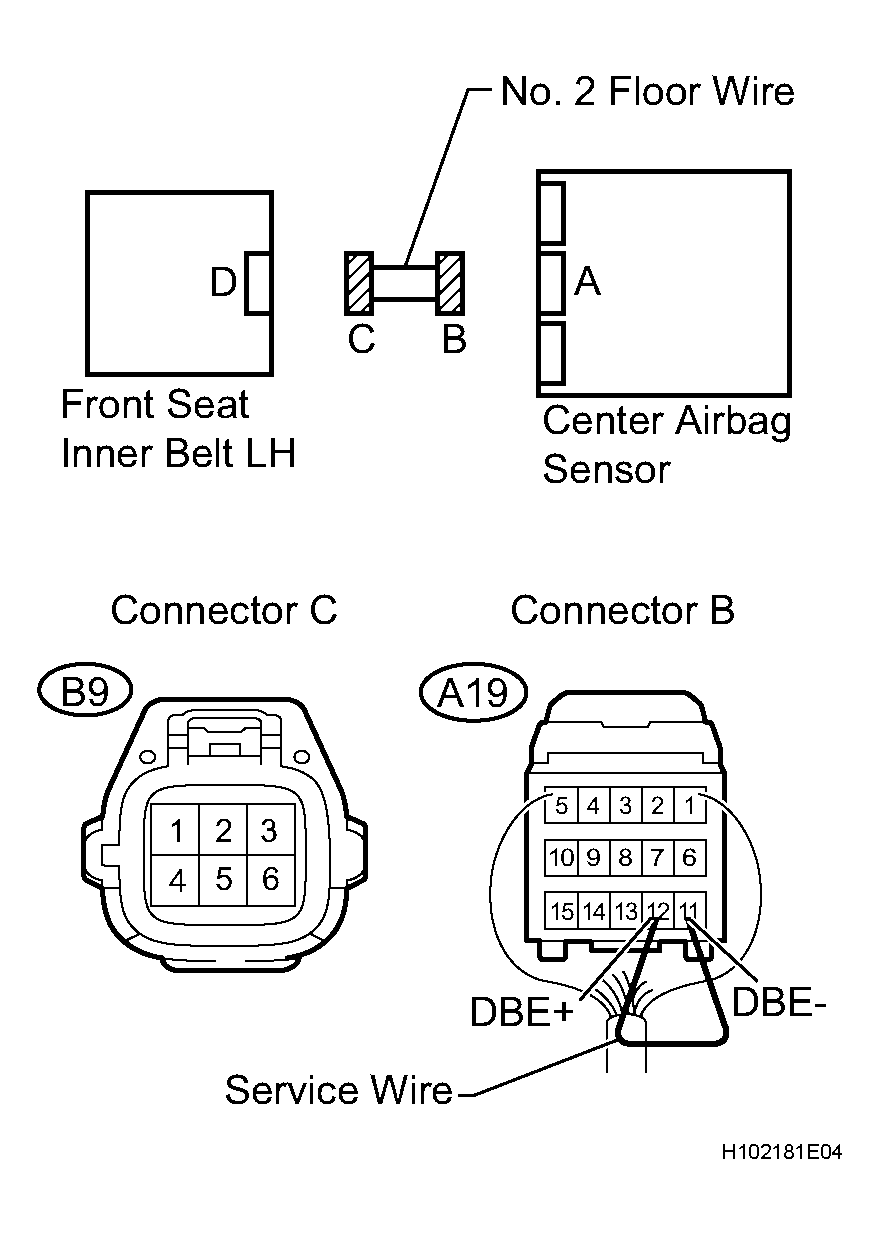 No. 2 Floor Wire
D
A
C
B
Front Seat
Inner Belt LH
Center Airbag
Sensor
Connector C
Connector B
B9
A19
1 2 3
4 5 6
5 4 3 2 1
10 9 8 7 6
15 14 13 12 11
DBE+
DBE-
Service Wire
H102181E04